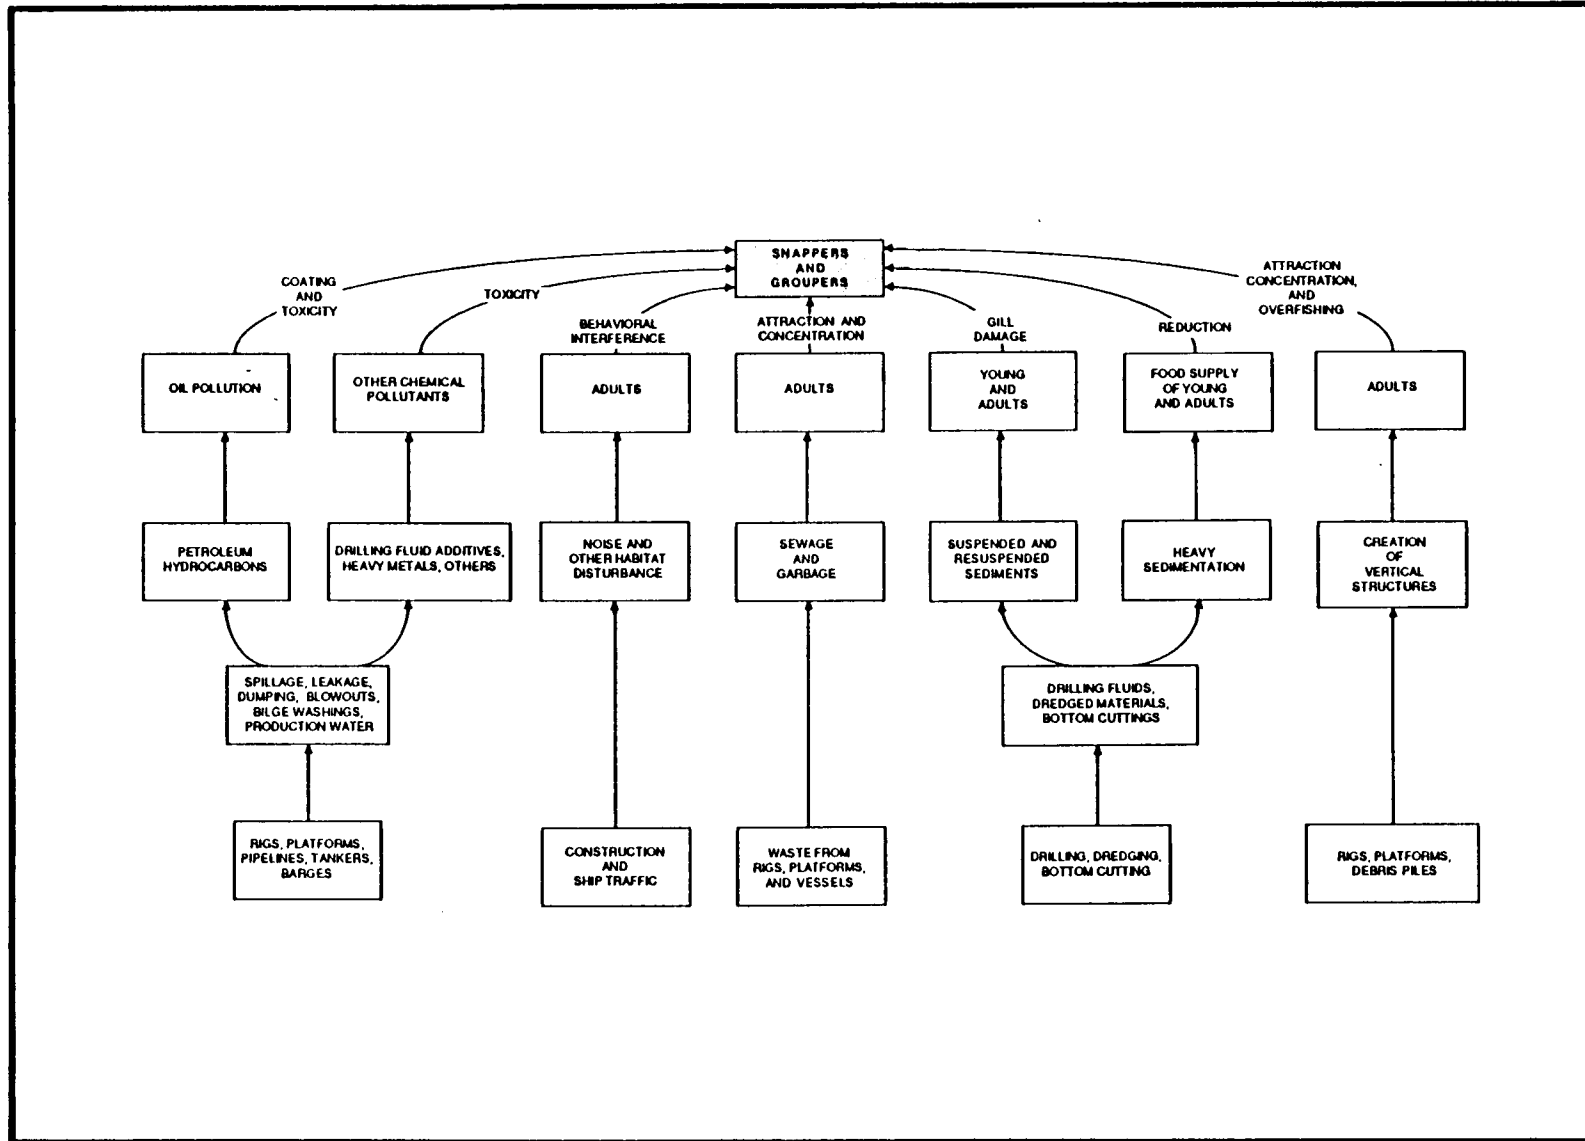 SNAPPERS
AND
GROUPERS
COATING
AND
TOXICITY
TOXICITY
BEHAVIORAL
INTERFERENCE
ATTRACTION AND
CONCENTRATION
GILL
DAMAGE
REDUCTION
ATTRACTION
CONCENTRATION,
AND
OVERFISHING
OIL POLLUTION
OTHER CHEMICAL
POLLUTANTS
ADULTS
ADULTS
YOUNG
AND
ADULTS
FOOD SUPPLY
OF YOUNG
AND ADULTS
ADULTS
PETROLEUM
HYDROCARBONS
DRILLING FLUID ADDITIVES,
HEAVY METALS, OTHERS
NOISE AND
OTHER HABITAT
DISTURBANCE
SEWAGE
AND
GARBAGE
SUSPENDED AND
RESUSPENDED
SEDIMENTS
HEAVY
SEDIMENTATION
CREATION
OF
VERTICAL
STRUCTURES
SPILLAGE, LEAKAGE,
DUMPING, BLOWOUTS,
BILGE WASHINGS,
PRODUCTION WATER
DRILLING FLUIDS,
DREDGED MATERIALS,
BOTTOM CUTTINGS
RIGS, PLATFORMS,
PIPELINES, TANKERS,
BARGES
CONSTRUCTION
AND
SHIP TRAFFIC
WASTE FROM
RIGS, PLATFORMS,
AND VESSELS
DRILLING, DREDGING,
BOTTOM CUTTING
RIGS, PLATFORMS,
DEBRIS PILES